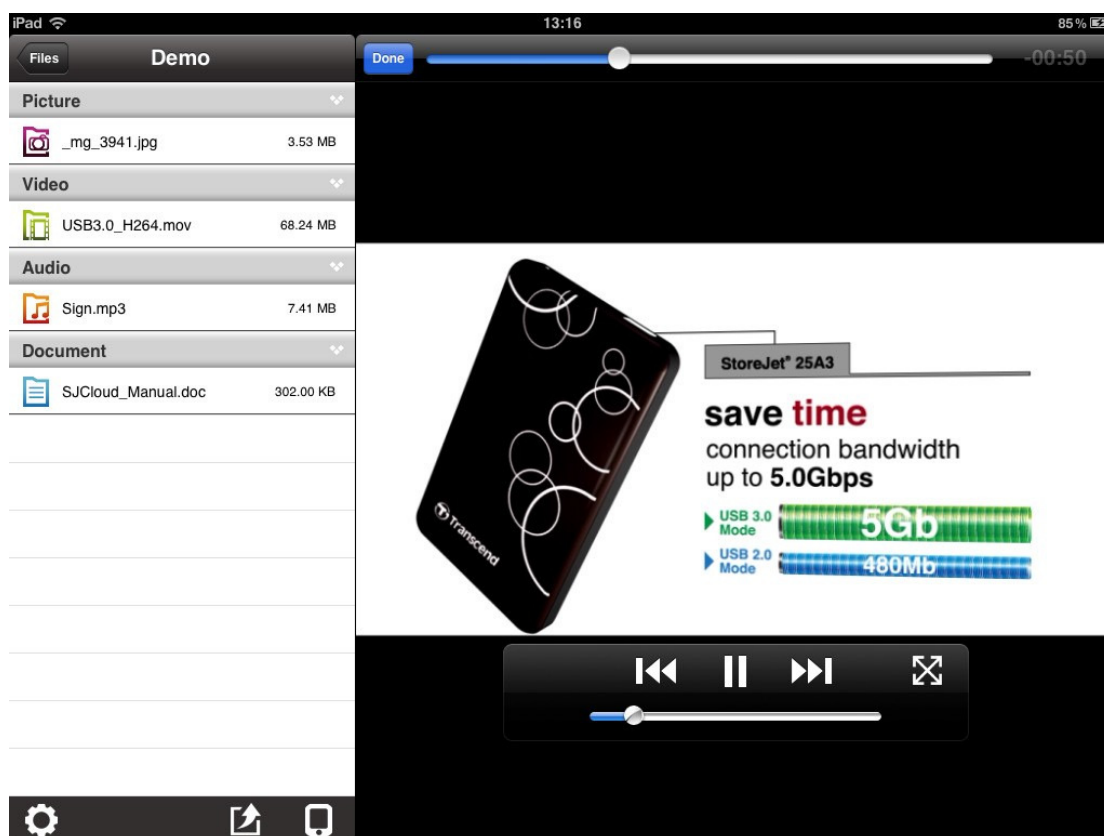 iPad 13:16 85%
Files Demo
Picture
_mg_3941.jpg 3.53 MB
Video
USB3.0_H264.mov 68.24 MB
Audio
Sign.mp3 7.41 MB
Document
SJCloud_Manual.doc 302.00 KB
Done -00:50
Transcend
StoreJet® 25A3
save time
connection bandwidth
up to 5.0Gbps
USB 3.0
Mode
5Gb
USB 2.0
Mode
480Mb